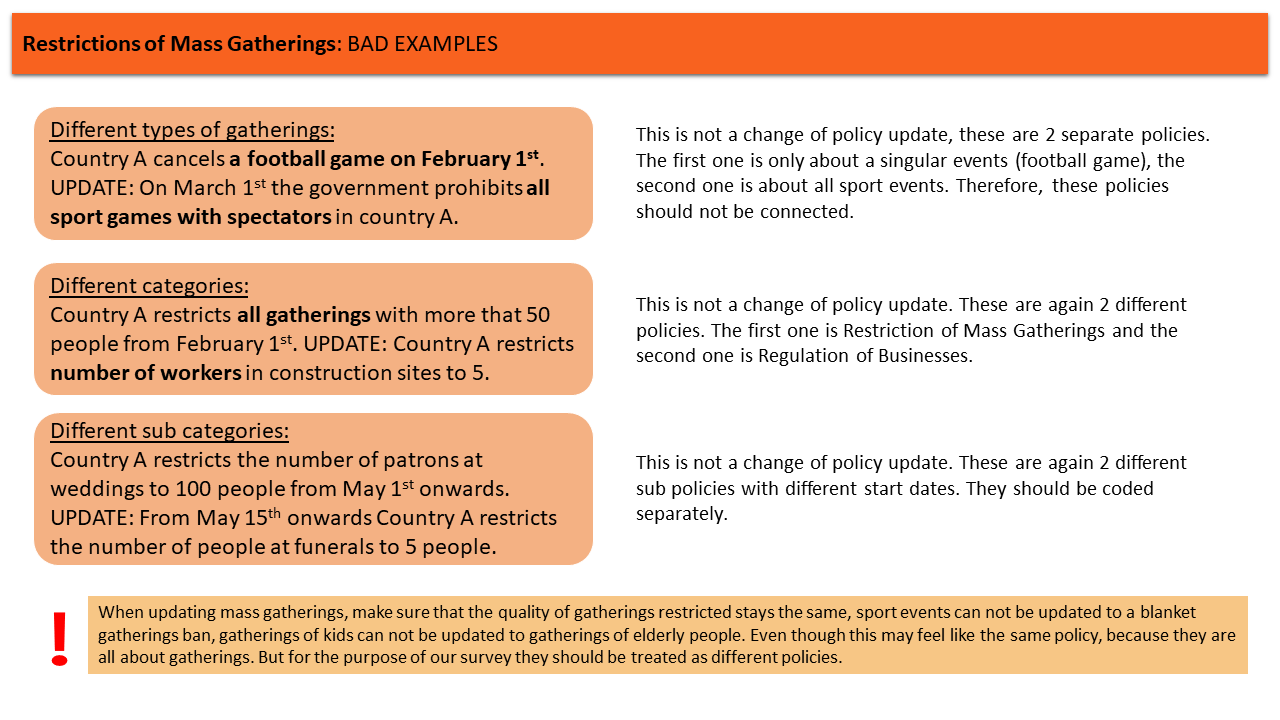 Restrictions of Mass Gatherings: BAD EXAMPLES
Different types of gatherings:
Country A cancels a football game on February 1st.
UPDATE: On March 1st the government prohibits all
sport games with spectators in country A.
This is not a change of policy update, these are 2 separate policies.
The first one is only about a singular events (football game), the
second one is about all sport events. Therefore, these policies
should not be connected.
Different categories:
Country A restricts all gatherings with more that 50
people from February 1st. UPDATE: Country A restricts
number of workers in construction sites to 5.
This is not a change of policy update. These are again 2 different
policies. The first one is Restriction of Mass Gatherings and the
second one is Regulation of Businesses.
Different sub categories:
Country A restricts the number of patrons at
weddings to 100 people from May 1st onwards.
UPDATE: From May 15th onwards Country A restricts
the number of people at funerals to 5 people.
This is not a change of policy update. These are again 2 different
sub policies with different start dates. They should be coded
separately.
!
When updating mass gatherings, make sure that the quality of gatherings restricted stays the same, sport events can not be updated to a blanket
gatherings ban, gatherings of kids can not be updated to gatherings of elderly people. Even though this may feel like the same policy, because they are
all about gatherings. But for the purpose of our survey they should be treated as different policies.